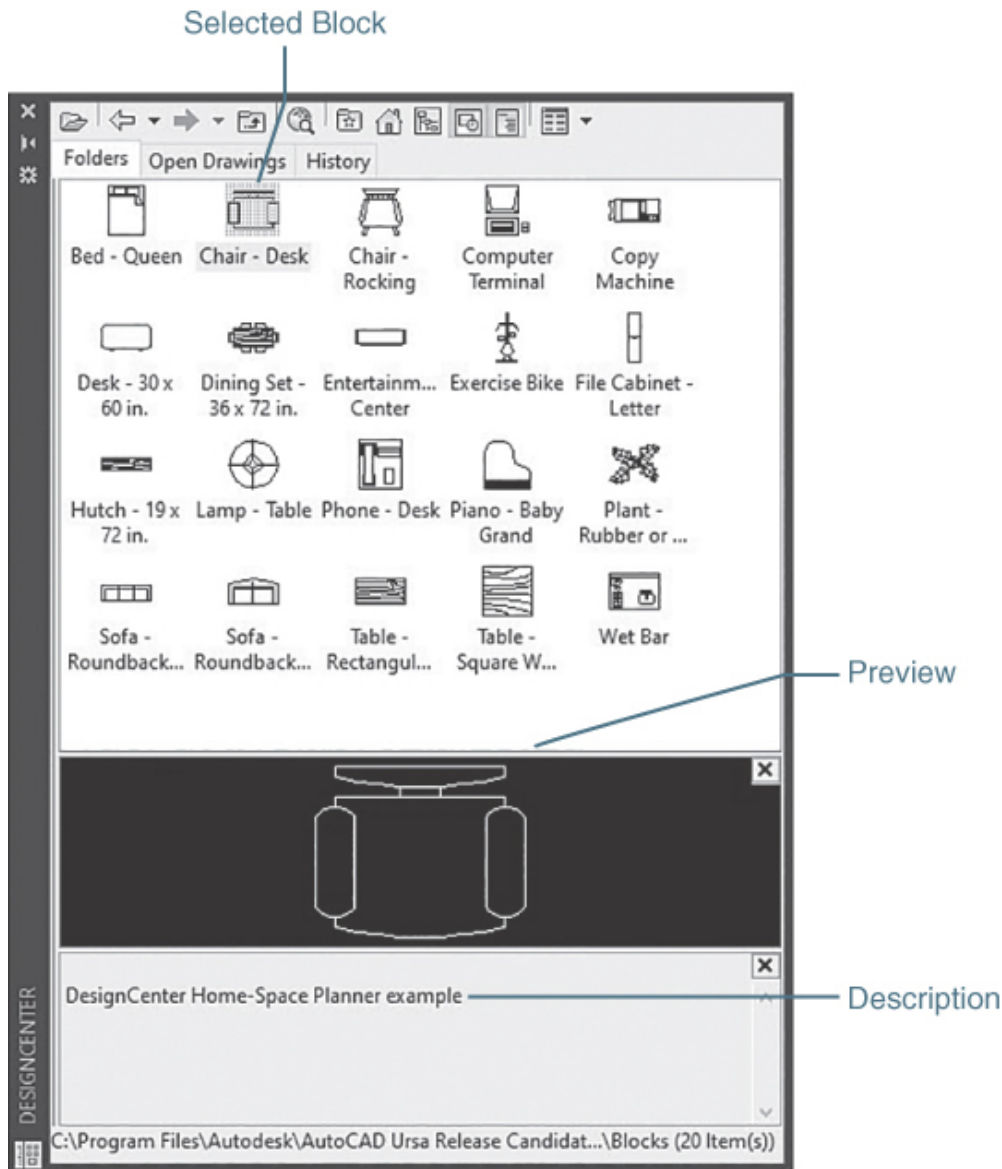 Selected Block
Folders
Open Drawings
History
Bed - Queen
Chair - Desk
Chair -
Rocking
Computer
Terminal
Copy
Machine
Desk - 30 x
60 in.
Dining Set -
36 x 72 in.
Entertainm...
Center
Exercise Bike
File Cabinet -
Letter
Hutch - 19 x
72 in.
Lamp - Table
Phone - Desk
Piano - Baby
Grand
Plant -
Rubber or ...
Sofa -
Roundback...
Sofa -
Roundback...
Table -
Rectangul...
Table -
Square W...
Wet Bar
Preview
DesignCenter Home-Space Planner example
Description
DESIGNCENTER
C:\Program Files\Autodesk\AutoCAD Ursa Release Candidat...\Blocks (20 Item(s))